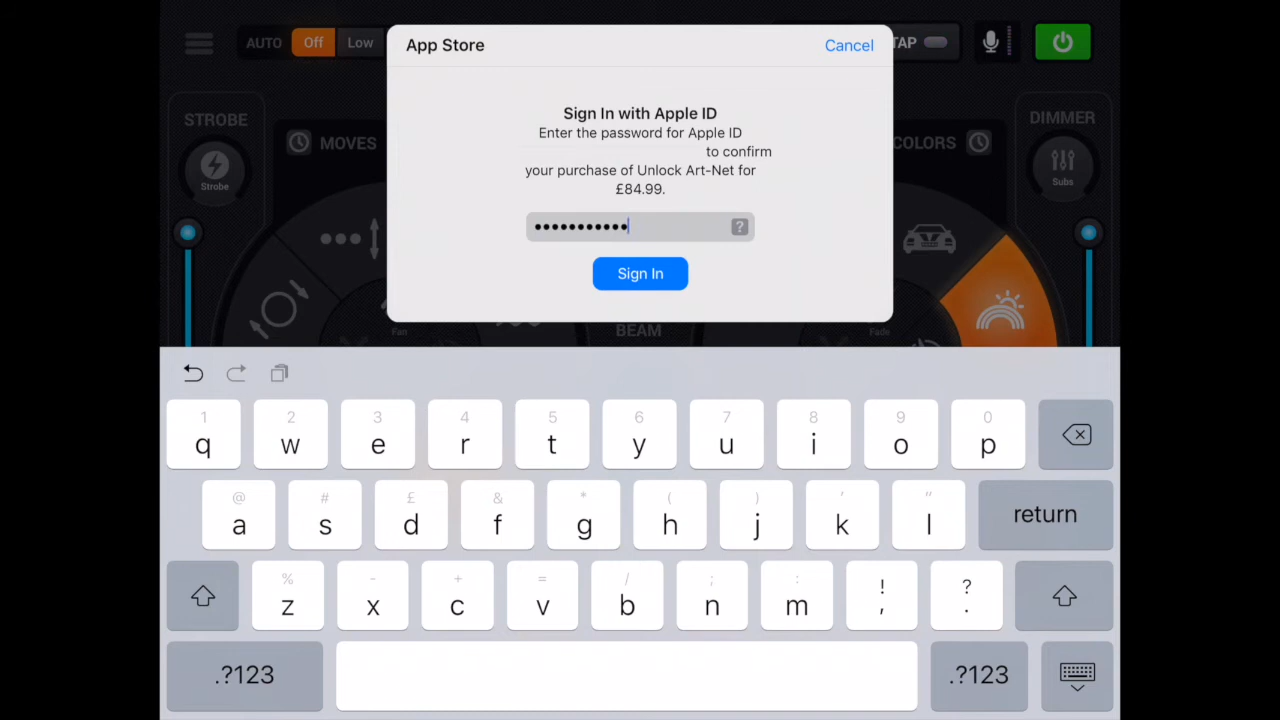 AUTO Off Low
App Store
Cancel
TAP
STROBE
MOVES
Strobe
Sign In with Apple ID
Enter the password for Apple ID
to confirm
your purchase of Unlock Art-Net for
£84.99.
•••••••••••
?
Sign In
COLORS
DIMMER
Subs
Fan
BEAM
Fade
1 2 3 4 5 6 7 8 9 0
q w e r t y u i o p
@ # £ & * ( ) ' "
a s d f g h j k l return
% - + = / ; : ! ?
z x c v b n m , .
.?123 .?123